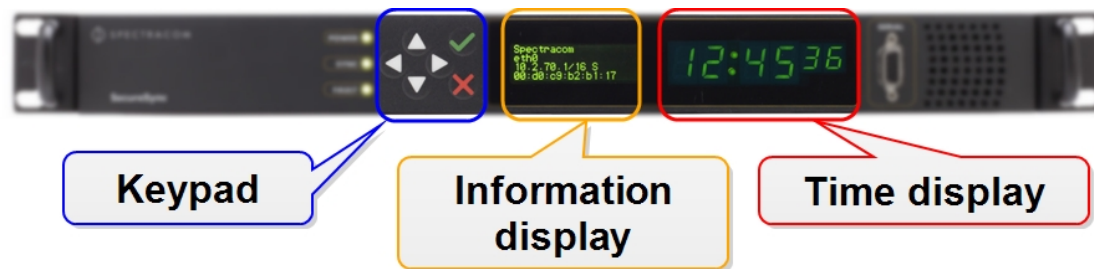 SPECTRACOM
SecureSync
POWER
SYNC
FAULT
Spectracom
eth0
10.2.70.1/16 S
00:d0:c9:b2:b1:17
12:45 36
Keypad
Information
display
Time display